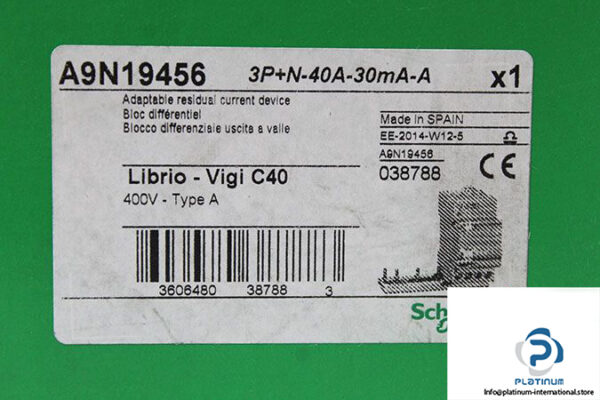 A9N19456 3P+N-40A-30mA-A x1
Adaptable residual current device
Bloc différentiel
Blocco differenziale uscita a valle
Made in SPAIN
EE-2014-W12-5
A9N19456
038788
CE
Librio - Vigi C40
400V - Type A
3606480 38788 3
Sch
PLATINUM
Info@platinum-international.store